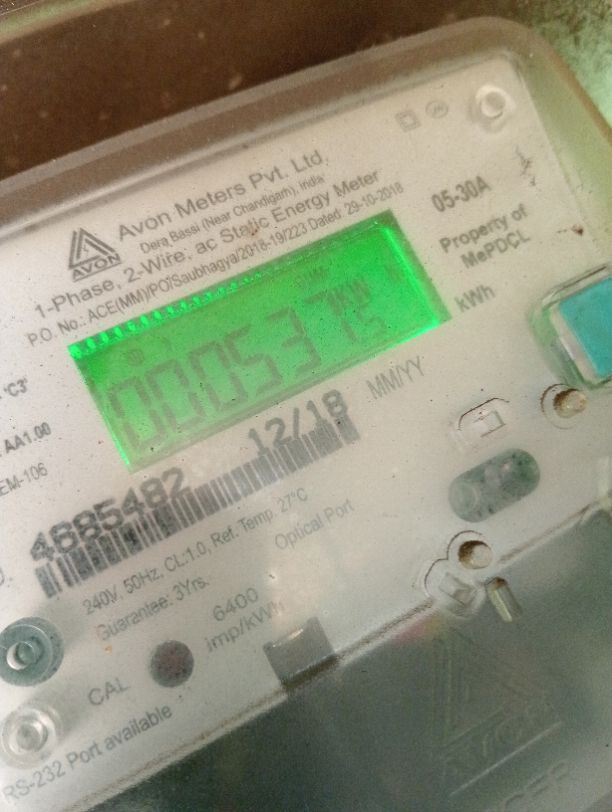 Avon Meters Pvt. Ltd.
Dera Bassi (Near Chandigarh), India
AVON
1-Phase, 2-Wire, ac Static Energy Meter
P.O. No.: ACE(MM)/PO/Saubhagya/2018-19/223 Dated: 29-10-2018
05-30A
Property of
MePDCL
kWh
000537
'C3'
AA1.00
EM-106
12/18 MM/YY
4885482
240V, 50Hz, CL:1.0, Ref. Temp. 27°C
Guarantee: 3Yrs.
Optical Port
6400
imp/kWh
CAL
RS-232 Port available
AVON